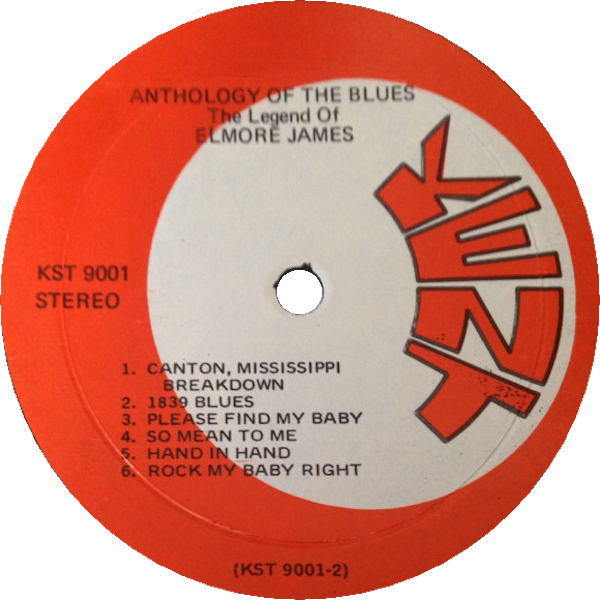 ANTHOLOGY OF THE BLUES
The Legend Of
ELMORE JAMES
KENT
KST 9001
STEREO
1. CANTON, MISSISSIPPI
BREAKDOWN
2. 1839 BLUES
3. PLEASE FIND MY BABY
4. SO MEAN TO ME
5. HAND IN HAND
6. ROCK MY BABY RIGHT
(KST 9001-2)